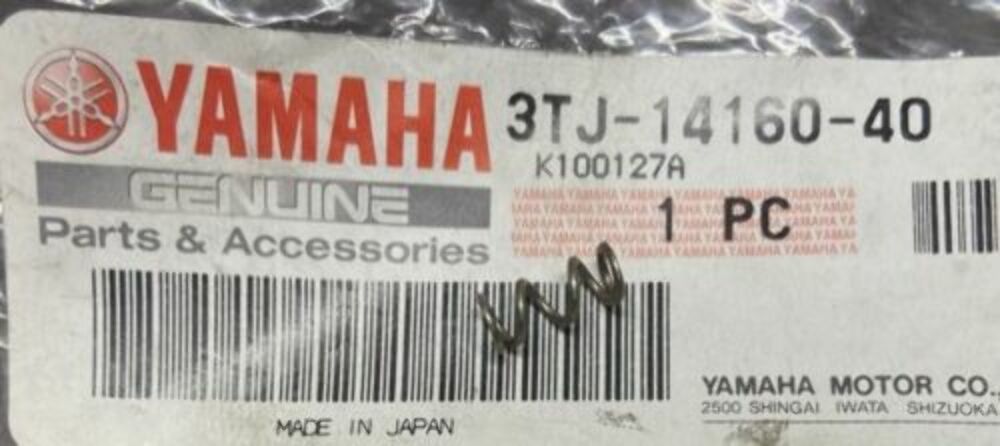 YAMAHA 3TJ-14160-40
K100127A
GENUINE
Parts & Accessories
1 PC
MADE IN JAPAN
YAMAHA MOTOR CO.,
2500 SHINGAI IWATA SHIZUOKA